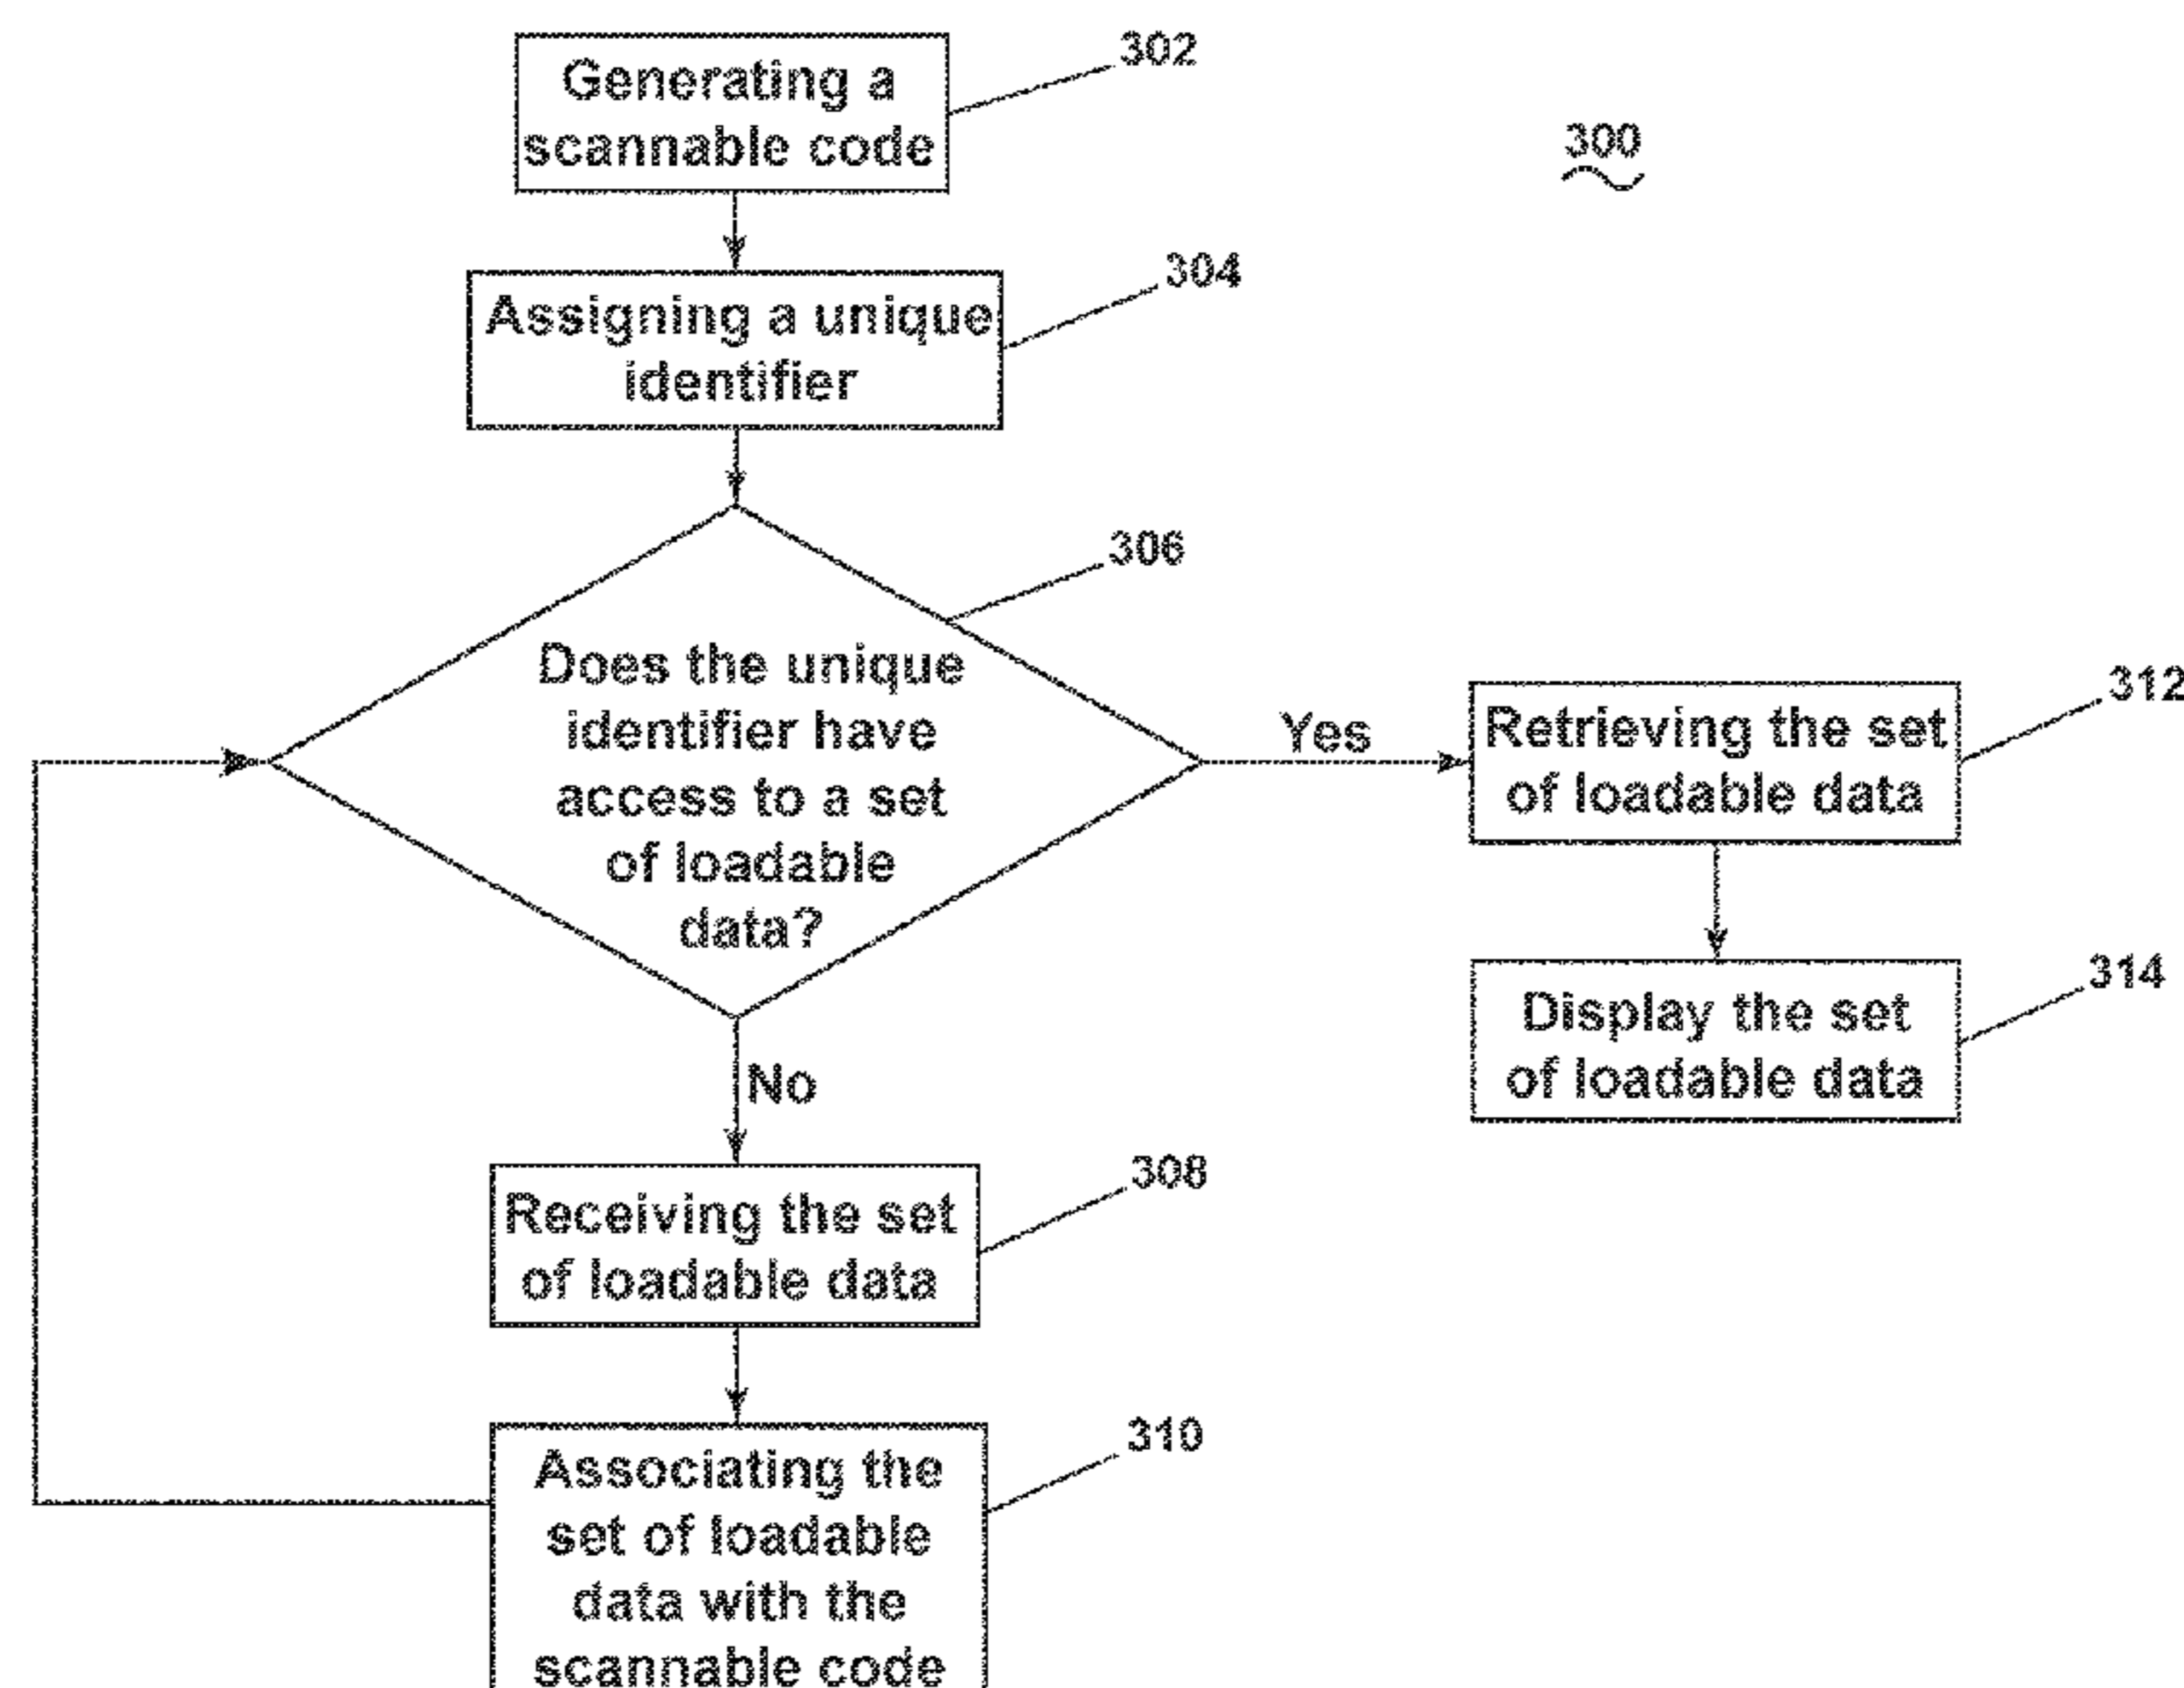 Generating a
scannable code
302
300
Assigning a unique
identifier
304
306
Does the unique
identifier have
access to a set
of loadable
data?
Yes
Retrieving the set
of loadable data
312
Display the set
of loadable data
314
No
Receiving the set
of loadable data
308
Associating the
set of loadable
data with the
scannable code
310